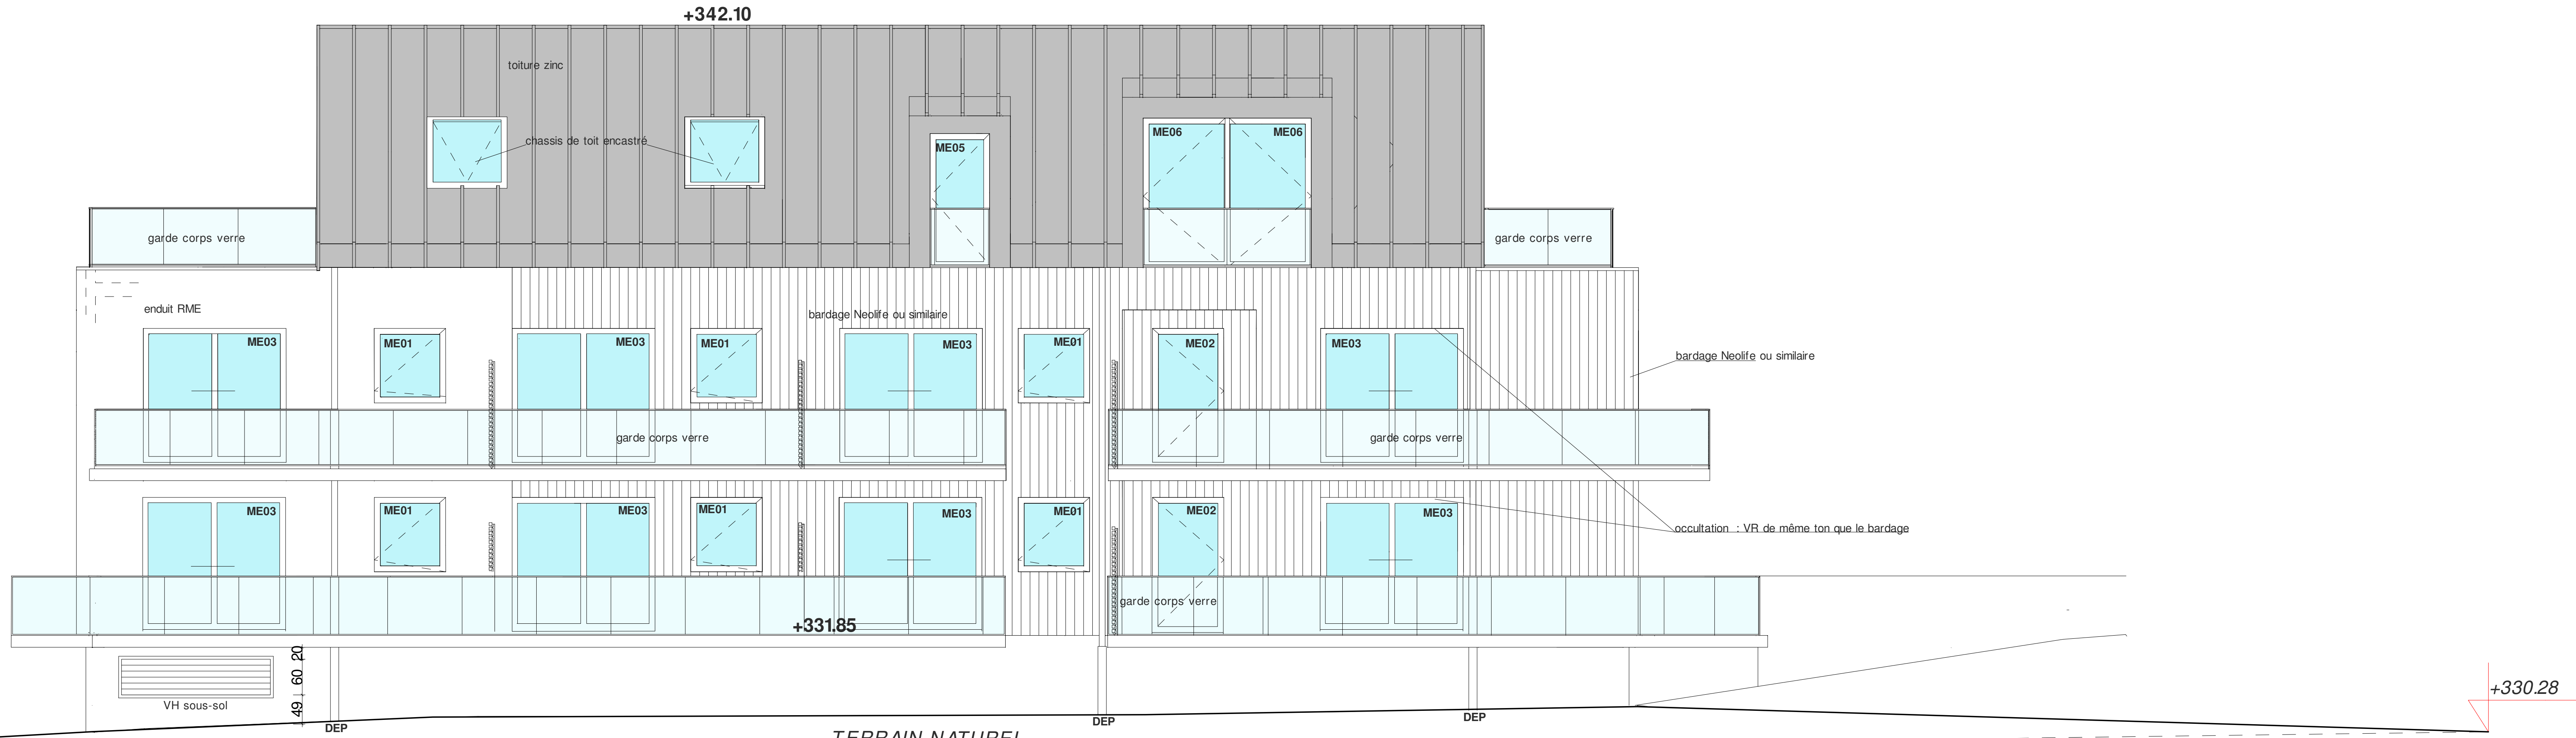 +342.10
toiture zinc
ME06 ME06
chassis de toit encastré
ME05
garde corps verre
garde corps verre
enduit RME
bardage Neolife ou similaire
ME03 ME01 ME03 ME01 ME03 ME01 ME02 ME03
bardage Neolife ou similaire
garde corps verre
garde corps verre
ME03 ME01 ME03 ME01 ME03 ME01 ME02 ME03
occultation : VR de même ton que le bardage
garde corps verre
+331.85
49 60 20
VH sous-sol
+330.28
DEP
DEP
DEP
TERRAIN NATUREL